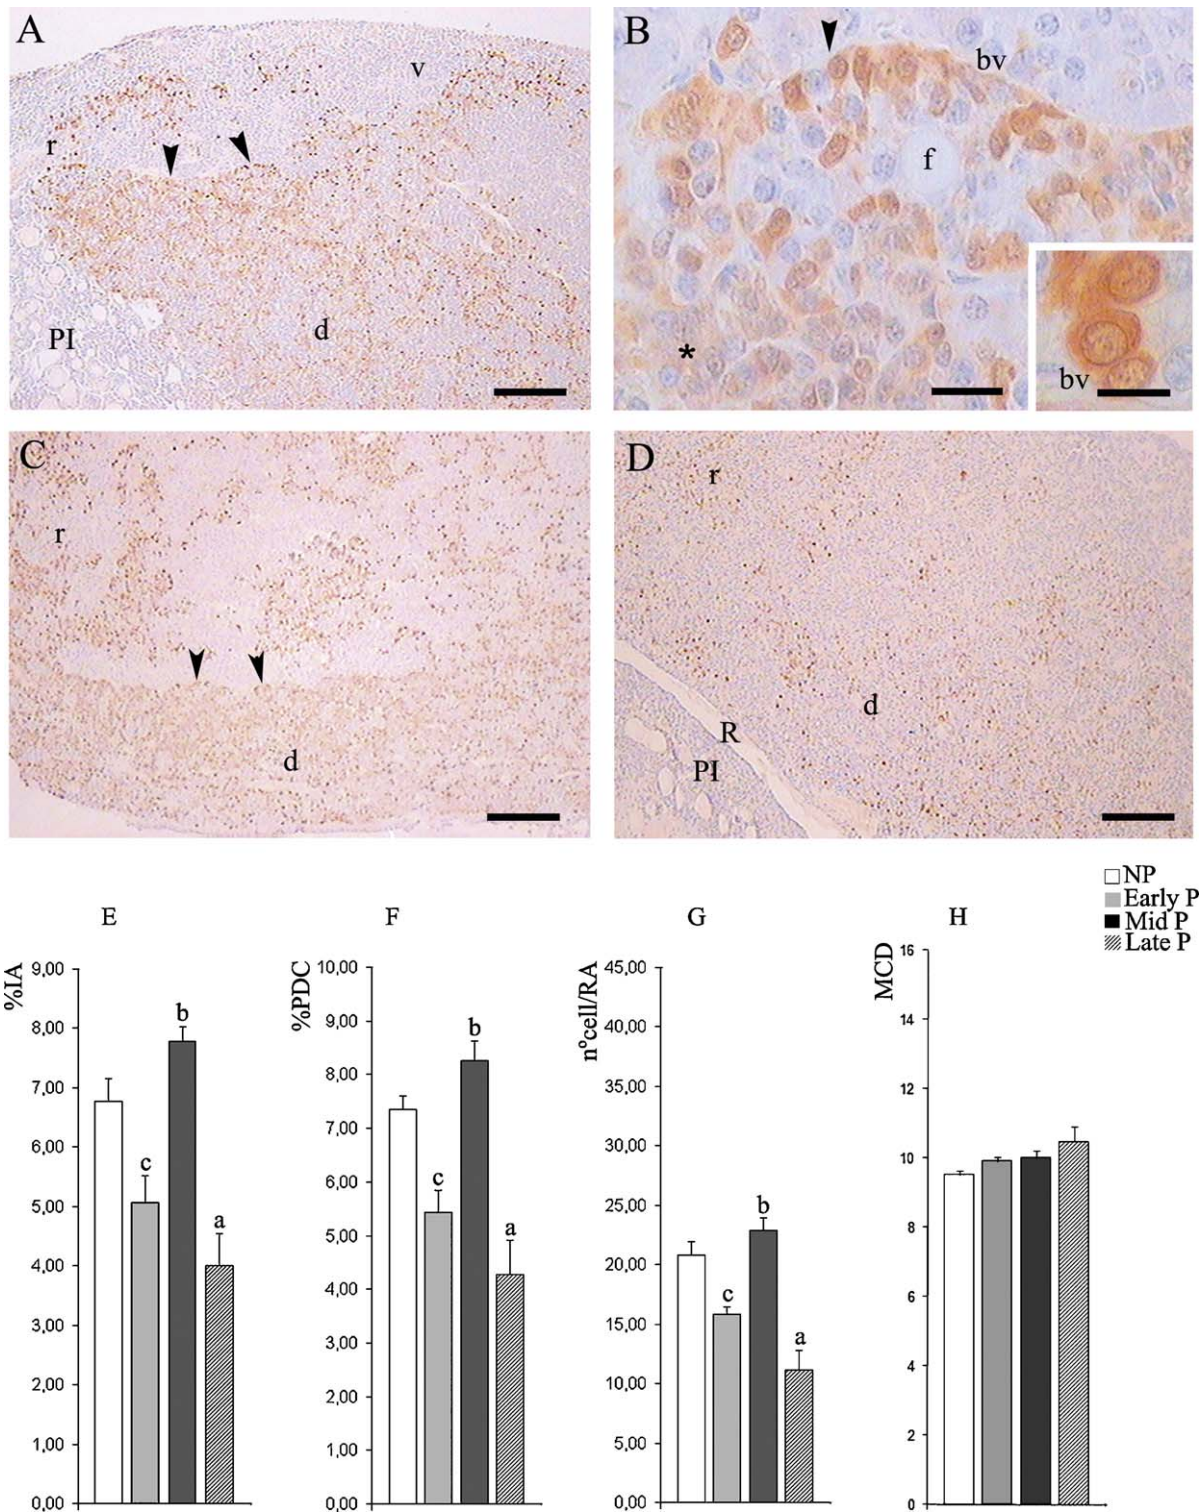 A
v
r
PI
d
B
bv
f
*
bv
C
r
d
D
r
d
R
PI
NP
Early P
Mid P
Late P
E
%IA
9,00
8,00
7,00
6,00
5,00
4,00
3,00
2,00
1,00
0,00
c
b
a
F
%PDC
10,00
9,00
8,00
7,00
6,00
5,00
4,00
3,00
2,00
1,00
0,00
c
b
a
G
nºcell/RA
45,00
40,00
35,00
30,00
25,00
20,00
15,00
10,00
5,00
0,00
c
b
a
H
MCD
16
14
12
10
8
6
4
2
0